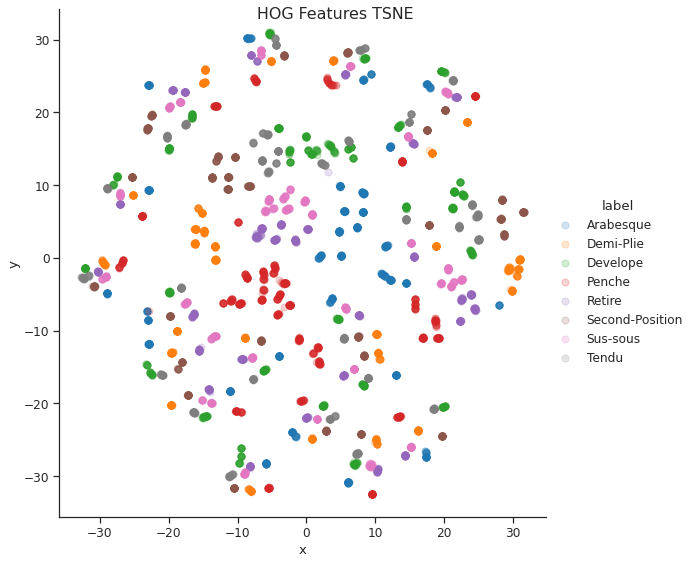 HOG Features TSNE
30
20
10
0
−10
−20
−30
y
−30
−20
−10
0
10
20
30
x
label
Arabesque
Demi-Plie
Develope
Penche
Retire
Second-Position
Sus-sous
Tendu